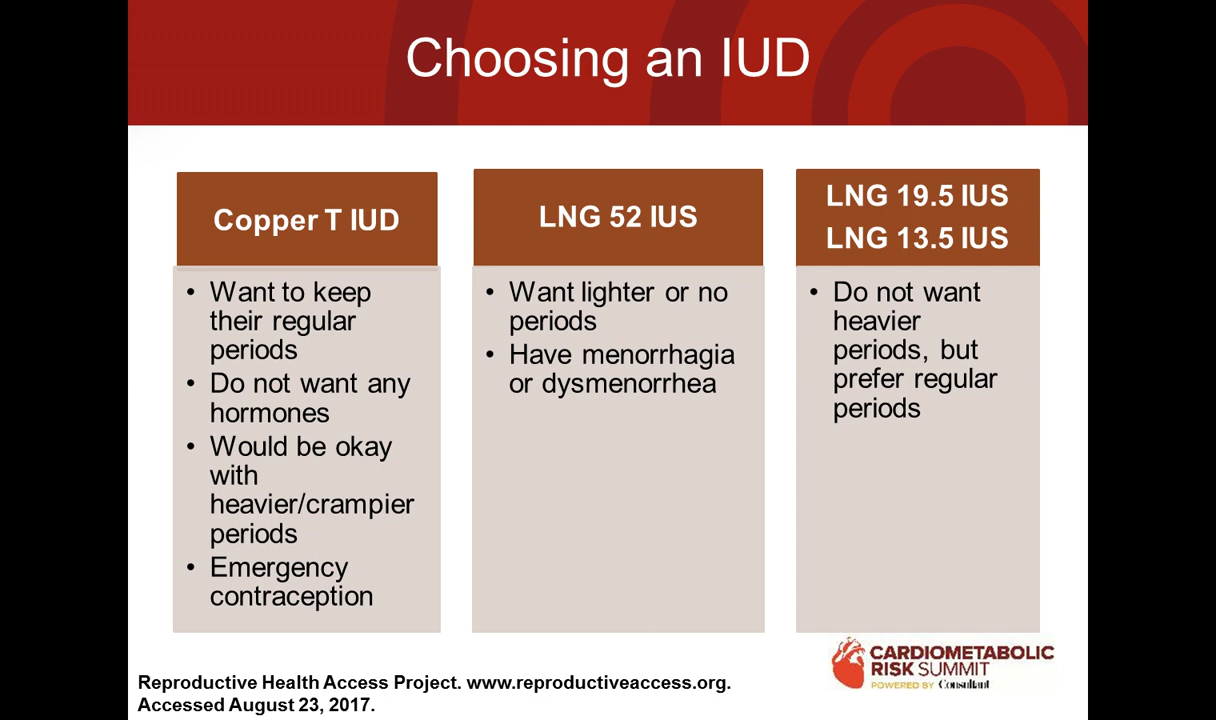 Choosing an IUD
Copper T IUD
• Want to keep
their regular
periods
• Do not want any
hormones
• Would be okay
with
heavier/crampier
periods
• Emergency
contraception
LNG 52 IUS
• Want lighter or no
periods
• Have menorrhagia
or dysmenorrhea
LNG 19.5 IUS
LNG 13.5 IUS
• Do not want
heavier
periods, but
prefer regular
periods
Reproductive Health Access Project. www.reproductiveaccess.org.
Accessed August 23, 2017.
CARDIOMETABOLIC
RISK SUMMIT
POWERED BY Consultant